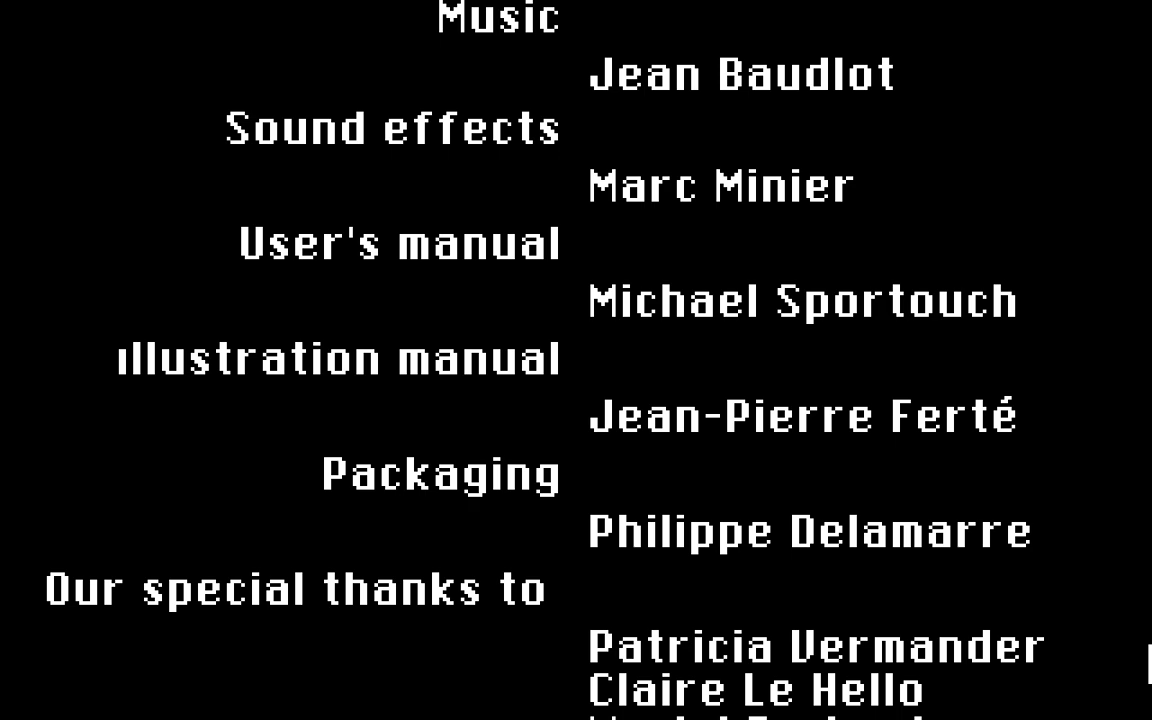 Music
Jean Baudlot
Sound effects
Marc Minier
User's manual
Michael Sportouch
illustration manual
Jean-Pierre Ferté
Packaging
Philippe Delamarre
Our special thanks to
Patricia Vermander
Claire Le Hello